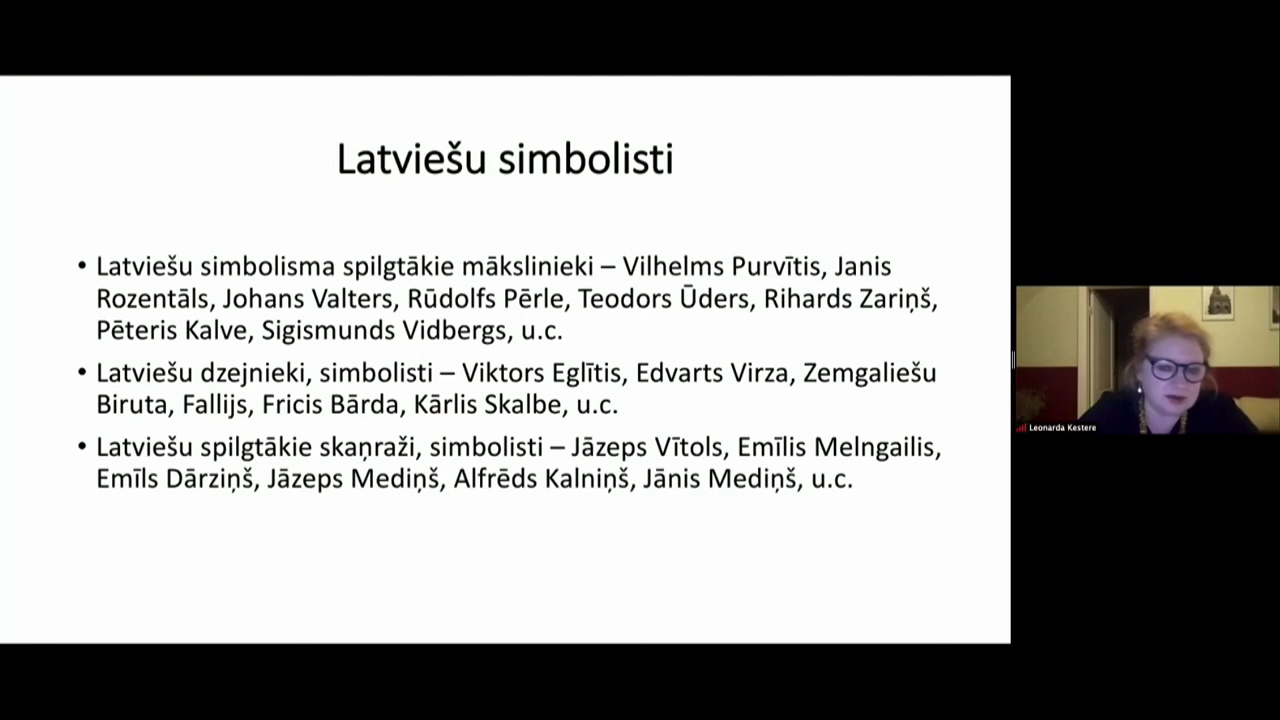 Latviešu simbolisti
• Latviešu simbolisma spilgtākie mākslinieki – Vilhelms Purvītis, Janis
Rozentāls, Johans Valters, Rūdolfs Pērle, Teodors Ūders, Rihards Zariņš,
Pēteris Kalve, Sigismunds Vidbergs, u.c.
• Latviešu dzejnieki, simbolisti – Viktors Eglītis, Edvarts Virza, Zemgaliešu
Biruta, Fallijs, Fricis Bārda, Kārlis Skalbe, u.c.
• Latviešu spilgtākie skaņraži, simbolisti – Jāzeps Vītols, Emīlis Melngailis,
Emīls Dārziņš, Jāzeps Mediņš, Alfrēds Kalniņš, Jānis Mediņš, u.c.
Leonarda Kestere